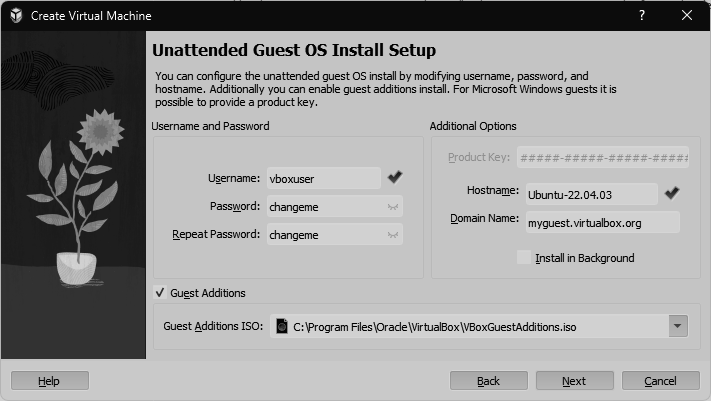 Create Virtual Machine
Unattended Guest OS Install Setup
You can configure the unattended guest OS install by modifying username, password, and
hostname. Additionally you can enable guest additions install. For Microsoft Windows guests it is
possible to provide a product key.
Username and Password
Username: vboxuser
Password: changeme
Repeat Password: changeme
Additional Options
Product Key: #####-#####-#####-#####
Hostname: Ubuntu-22.04.03
Domain Name: myguest.virtualbox.org
Install in Background
Guest Additions
Guest Additions ISO: C:\Program Files\Oracle\VirtualBox\VBoxGuestAdditions.iso
Help
Back
Next
Cancel